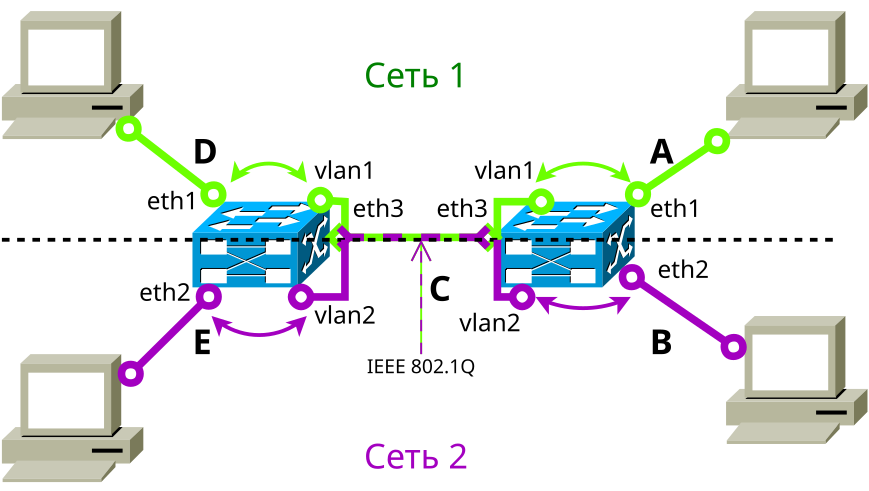 Сеть 1
D
A
vlan1
vlan1
eth1
eth3
eth3
eth1
eth2
eth2
C
vlan2
vlan2
E
B
IEEE 802.1Q
Сеть 2